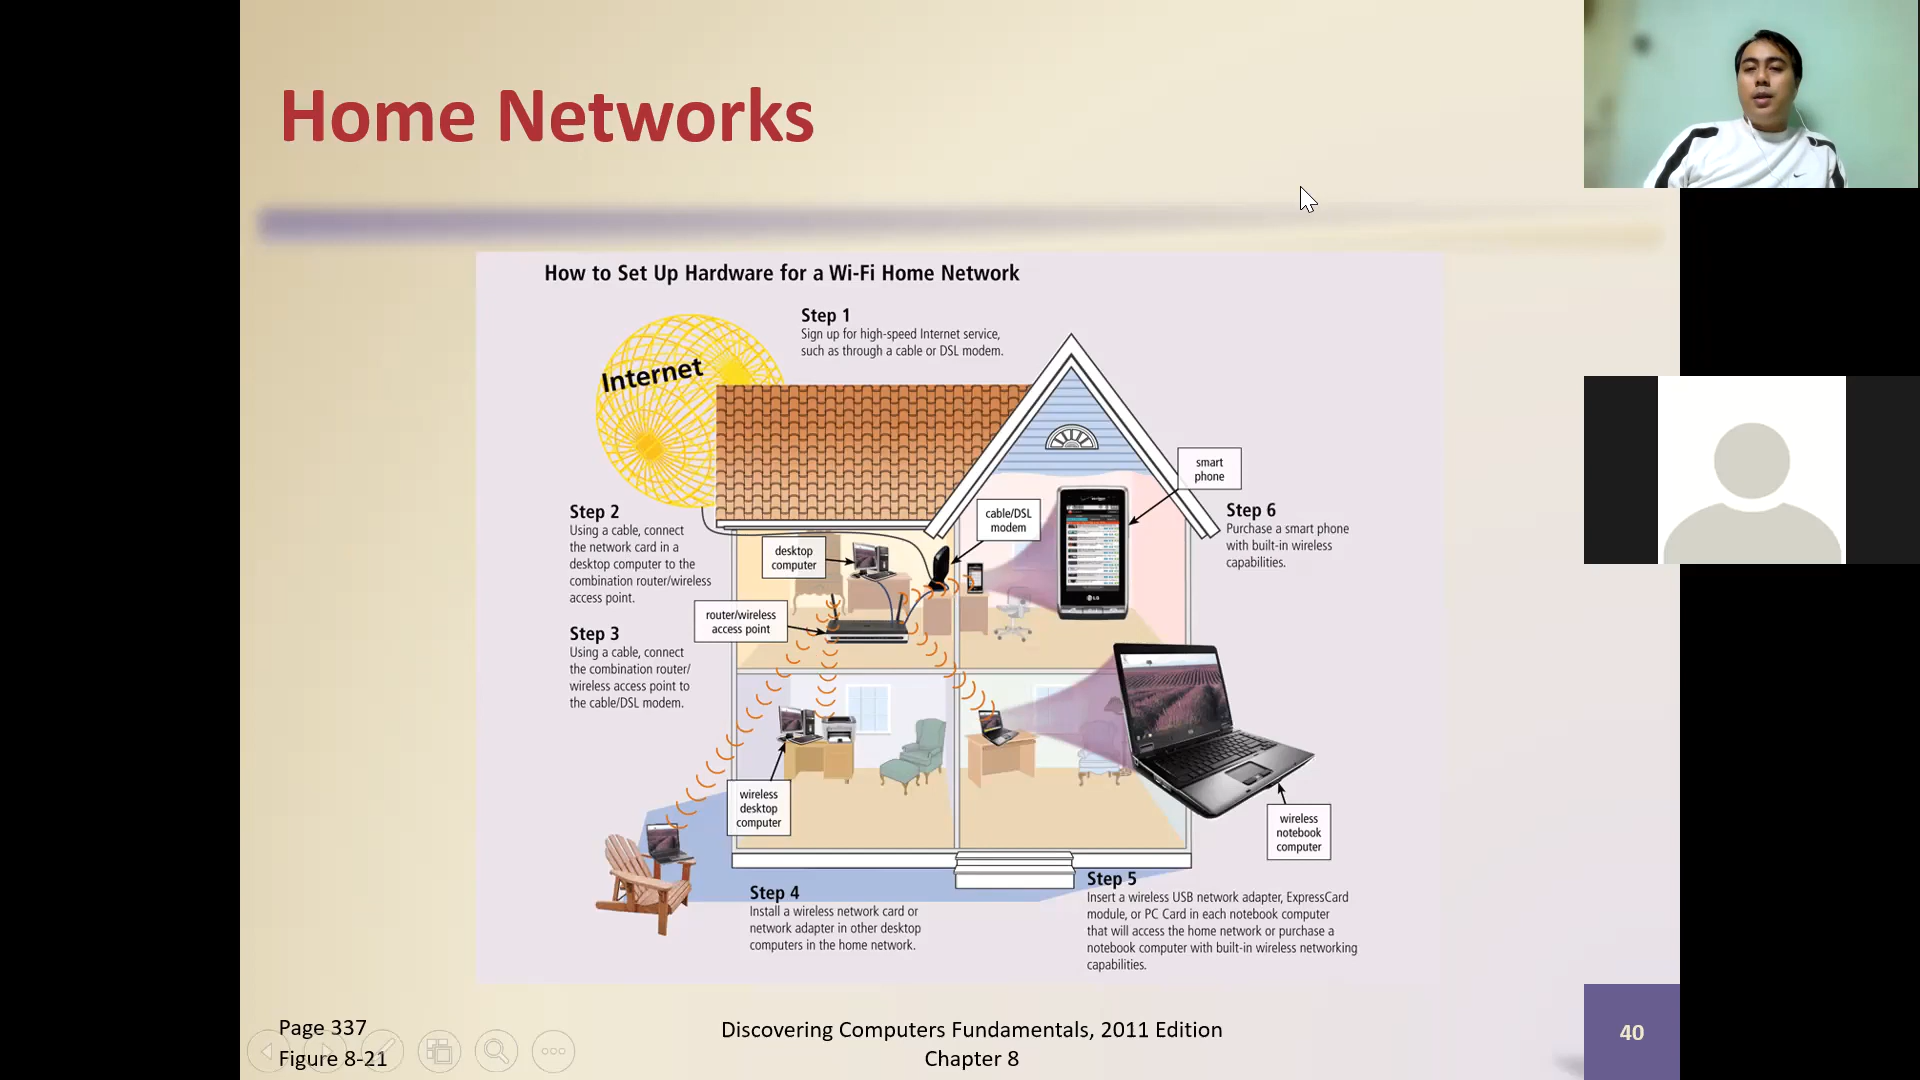 Home Networks
How to Set Up Hardware for a Wi-Fi Home Network
Step 1
Sign up for high-speed Internet service,
such as through a cable or DSL modem.
Internet
Step 2
Using a cable, connect
the network card in a
desktop computer to the
combination router/wireless
access point.
Step 3
Using a cable, connect
the combination router/
wireless access point to
the cable/DSL modem.
desktop
computer
cable/DSL
modem
router/wireless
access point
smart
phone
Step 6
Purchase a smart phone
with built-in wireless
capabilities.
LG
wireless
desktop
computer
wireless
notebook
computer
Step 4
Install a wireless network card or
network adapter in other desktop
computers in the home network.
Step 5
Insert a wireless USB network adapter, ExpressCard
module, or PC Card in each notebook computer
that will access the home network or purchase a
notebook computer with built-in wireless networking
capabilities.
Page 337
Figure 8-21
Discovering Computers Fundamentals, 2011 Edition
Chapter 8
40